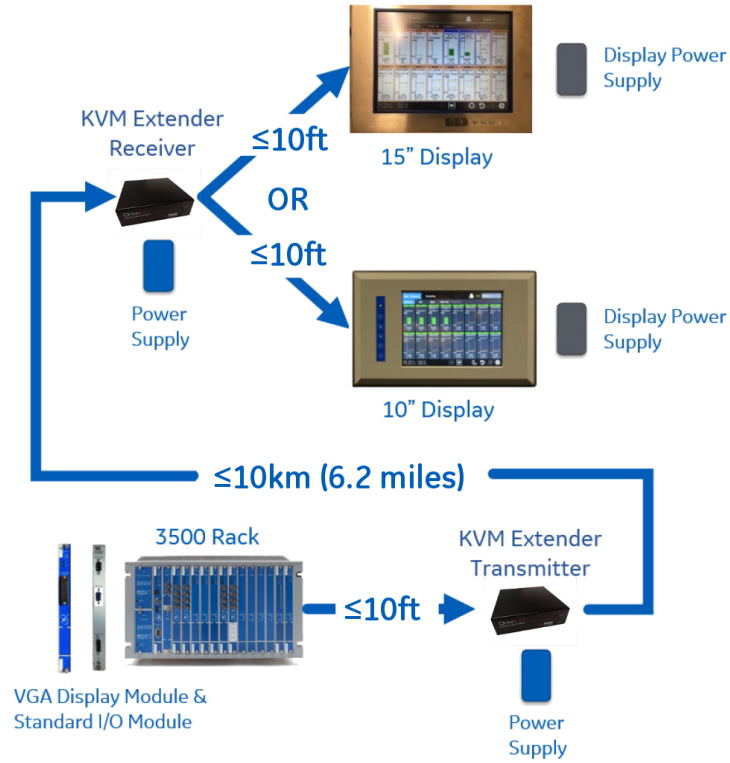 Display Power
Supply
KVM Extender
Receiver
≤10ft
15” Display
OR
≤10ft
Power
Supply
Display Power
Supply
10” Display
≤10km (6.2 miles)
3500 Rack
KVM Extender
Transmitter
≤10ft
VGA Display Module &
Standard I/O Module
Power
Supply